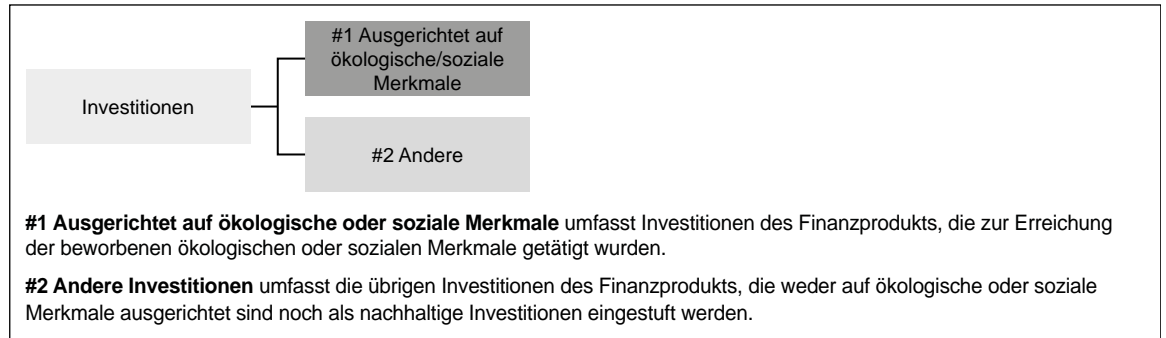 #1 Ausgerichtet auf
ökologische/soziale
Merkmale
Investitionen
#2 Andere
#1 Ausgerichtet auf ökologische oder soziale Merkmale umfasst Investitionen des Finanzprodukts, die zur Erreichung
der beworbenen ökologischen oder sozialen Merkmale getätigt wurden.
#2 Andere Investitionen umfasst die übrigen Investitionen des Finanzprodukts, die weder auf ökologische oder soziale
Merkmale ausgerichtet sind noch als nachhaltige Investitionen eingestuft werden.